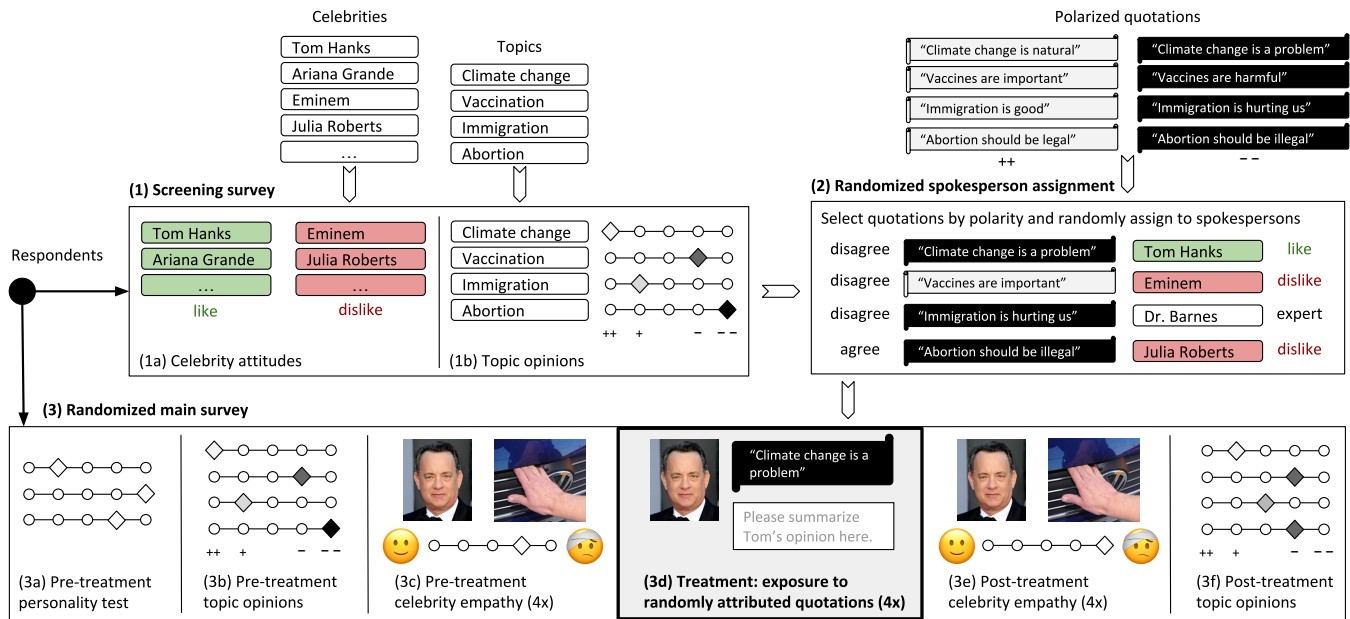 Celebrities
Tom Hanks
Ariana Grande
Eminem
Julia Roberts
...
Topics
Climate change
Vaccination
Immigration
Abortion
Polarized quotations
“Climate change is natural”
“Vaccines are important”
“Immigration is good”
“Abortion should be legal”
++
“Climate change is a problem”
“Vaccines are harmful”
“Immigration is hurting us”
“Abortion should be illegal”
– –
Respondents
(1) Screening survey
Tom Hanks
Ariana Grande
...
like
Eminem
Julia Roberts
...
dislike
(1a) Celebrity attitudes
Climate change
Vaccination
Immigration
Abortion
++ + – – –
(1b) Topic opinions
(2) Randomized spokesperson assignment
Select quotations by polarity and randomly assign to spokespersons
disagree “Climate change is a problem” Tom Hanks like
disagree “Vaccines are important” Eminem dislike
disagree “Immigration is hurting us” Dr. Barnes expert
agree “Abortion should be illegal” Julia Roberts dislike
(3) Randomized main survey
(3a) Pre-treatment
personality test
++ + – – –
(3b) Pre-treatment
topic opinions
(3c) Pre-treatment
celebrity empathy (4x)
“Climate change is a
problem”
Please summarize
Tom’s opinion here.
(3d) Treatment: exposure to
randomly attributed quotations (4x)
(3e) Post-treatment
celebrity empathy (4x)
++ + – – –
(3f) Post-treatment
topic opinions